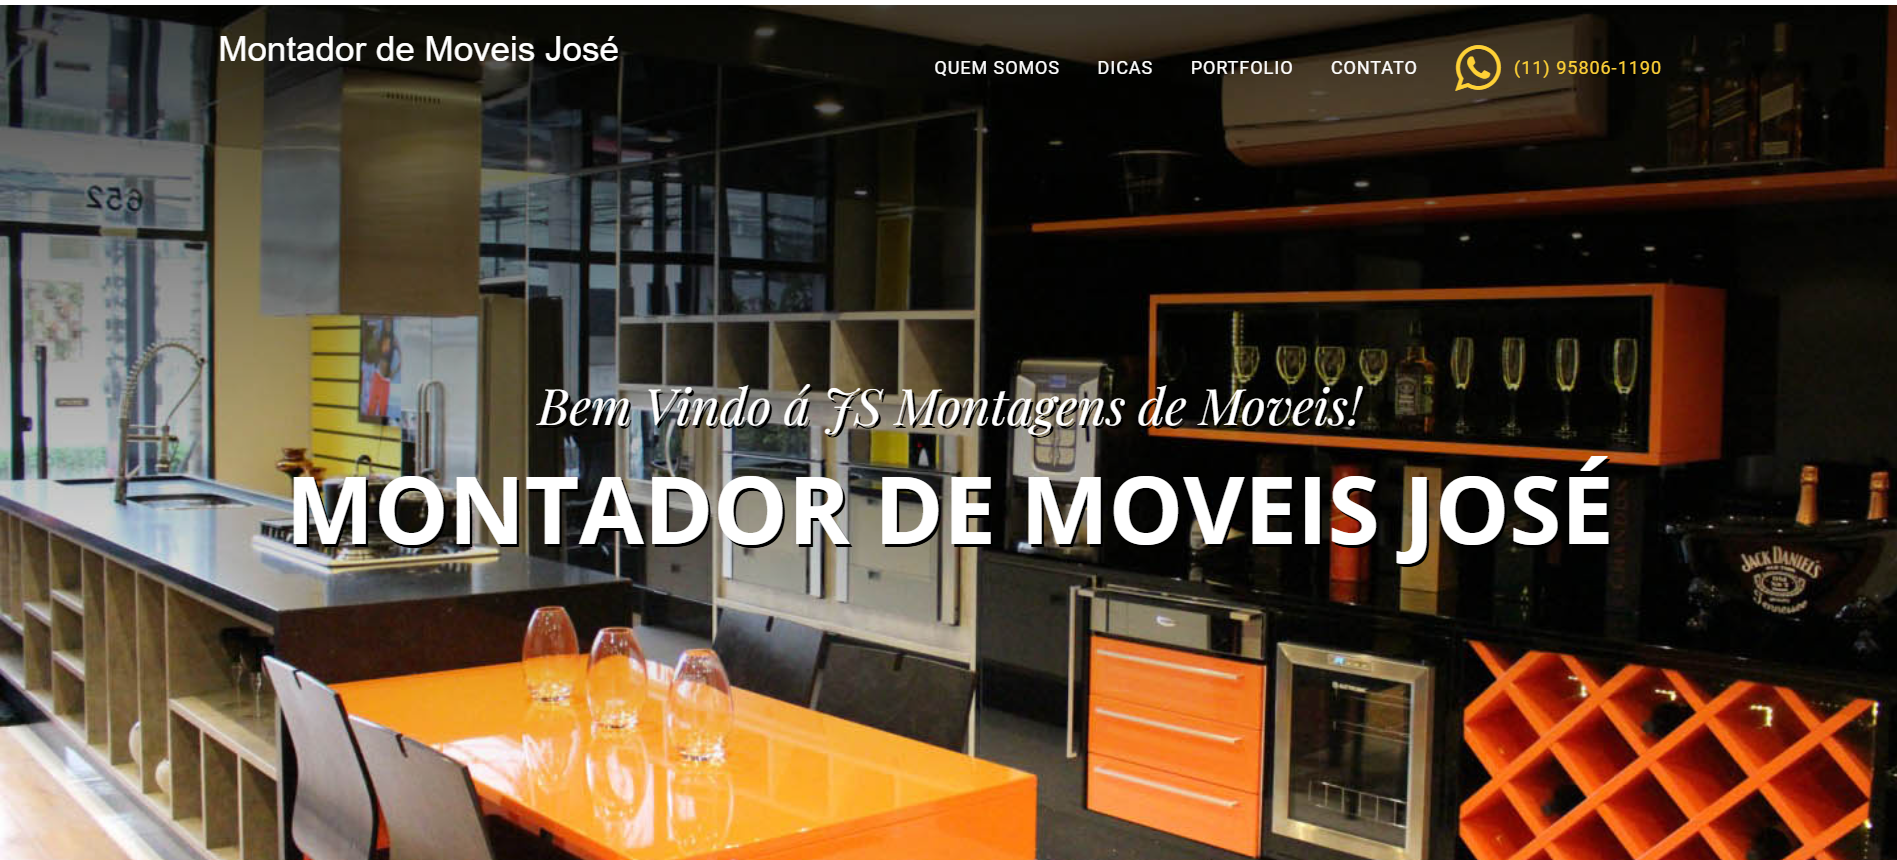 Montador de Moveis José
QUEM SOMOS DICAS PORTFOLIO CONTATO (11) 95806-1190
652
Bem Vindo á JS Montagens de Moveis!
MONTADOR DE MOVEIS JOSÉ
JACK DANIEL'S
Tennessee